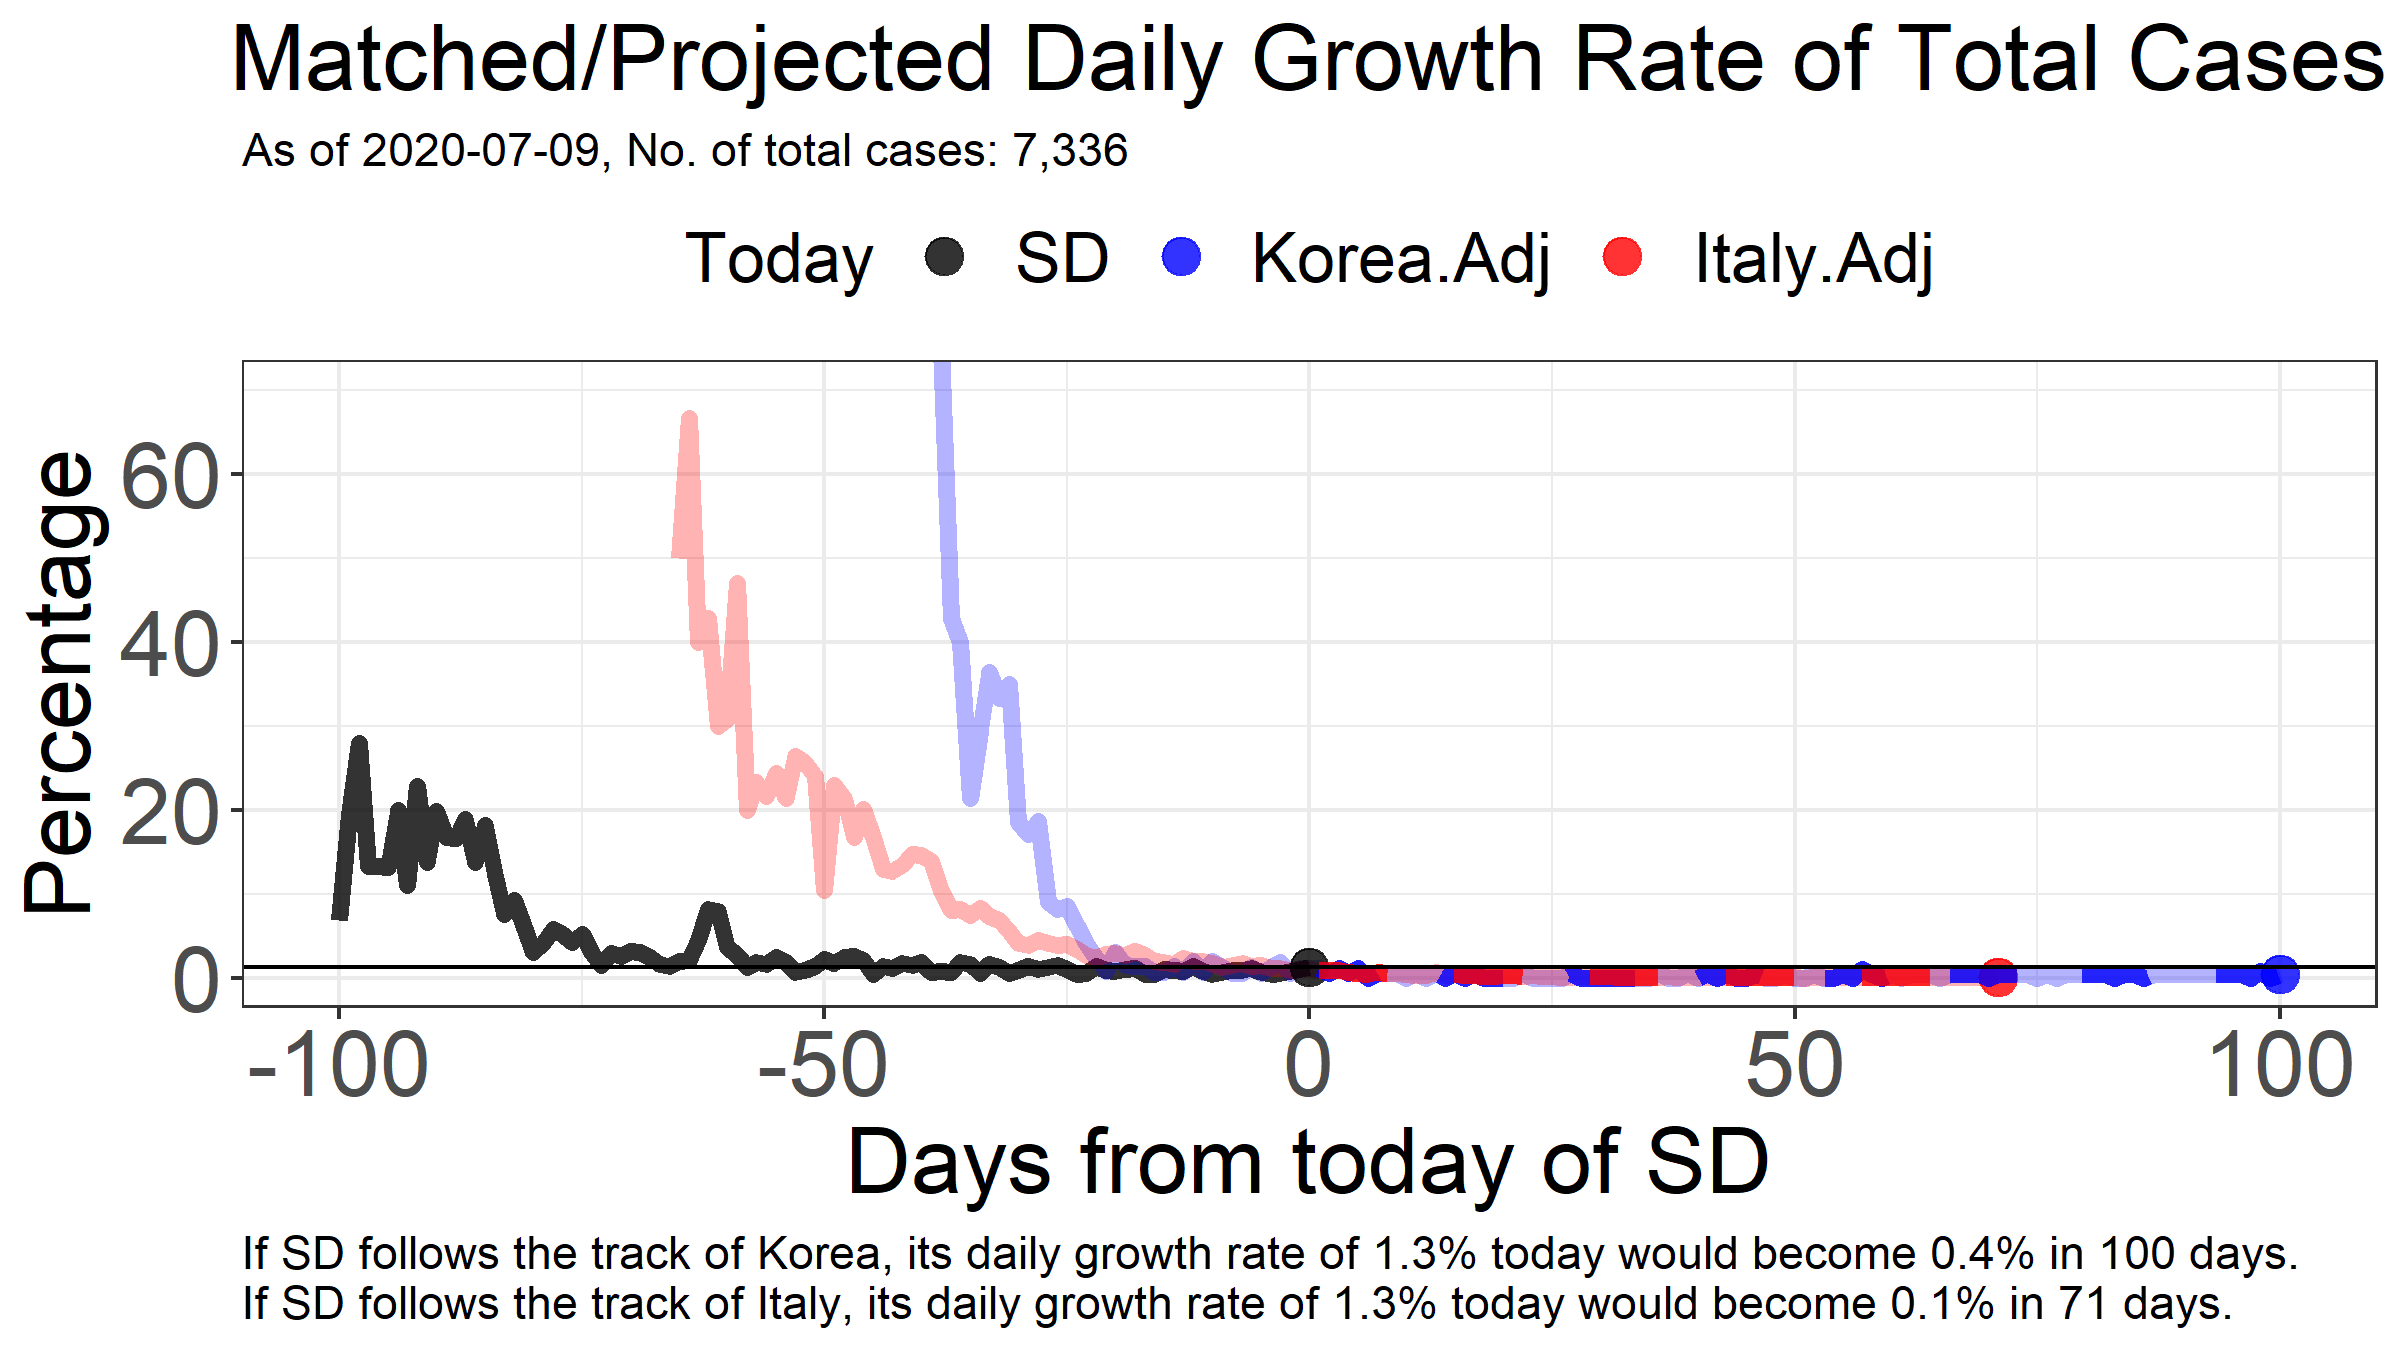 Matched/Projected Daily Growth Rate of Total Cases
As of 2020-07-09, No. of total cases: 7,336
Today SD Korea.Adj Italy.Adj
Percentage
60
40
20
0
-100 -50 0 50 100
Days from today of SD
If SD follows the track of Korea, its daily growth rate of 1.3% today would become 0.4% in 100 days.
If SD follows the track of Italy, its daily growth rate of 1.3% today would become 0.1% in 71 days.